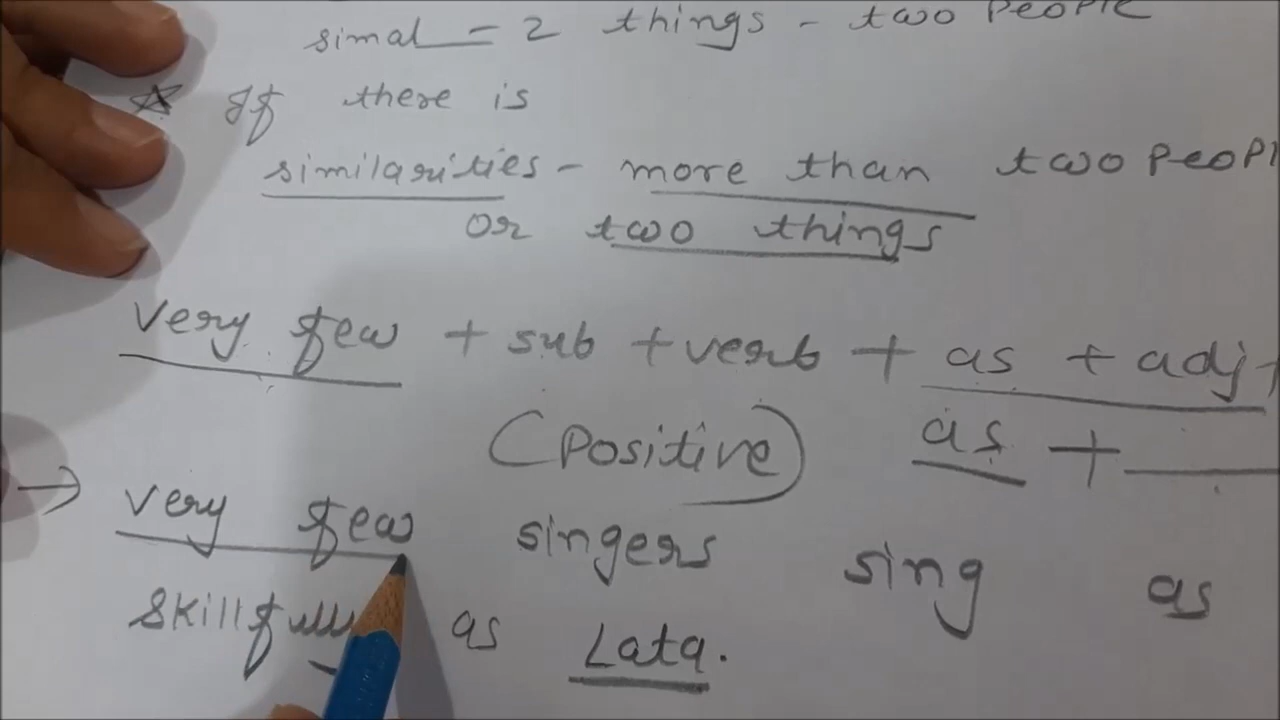 simal = 2 things - two people
☆ If there is
similarities - more than two peopl
or two things
very few + sub + verb + as + adj +
(Positive) as + ____
→ very few singers sing as
skillfully as Lata.